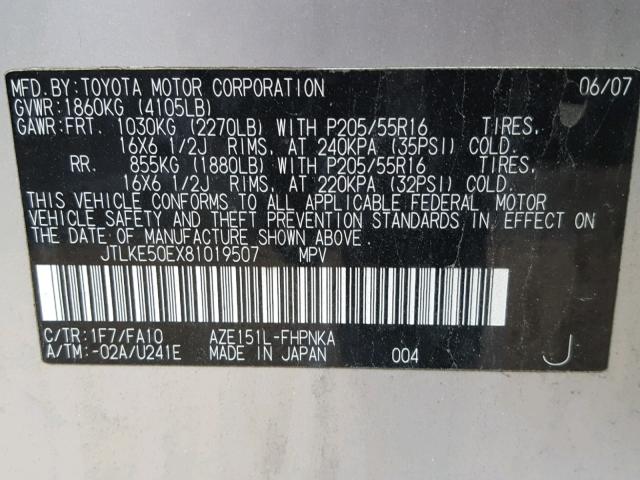 MFD.BY:TOYOTA MOTOR CORPORATION 06/07
GVWR:1860KG (4105LB)
GAWR:FRT. 1030KG (2270LB) WITH P205/55R16 TIRES,
16X6 1/2J RIMS, AT 240KPA (35PSI) COLD.
RR. 855KG (1880LB) WITH P205/55R16 TIRES,
16X6 1/2J RIMS, AT 220KPA (32PSI) COLD.
THIS VEHICLE CONFORMS TO ALL APPLICABLE FEDERAL MOTOR
VEHICLE SAFETY AND THEFT PREVENTION STANDARDS IN EFFECT ON
THE DATE OF MANUFACTURE SHOWN ABOVE.
JTLKE50EX81019507 MPV
C/TR:1F7/FA10 AZE151L-FHPNKA
A/TM:-02A/U241E MADE IN JAPAN 004 J